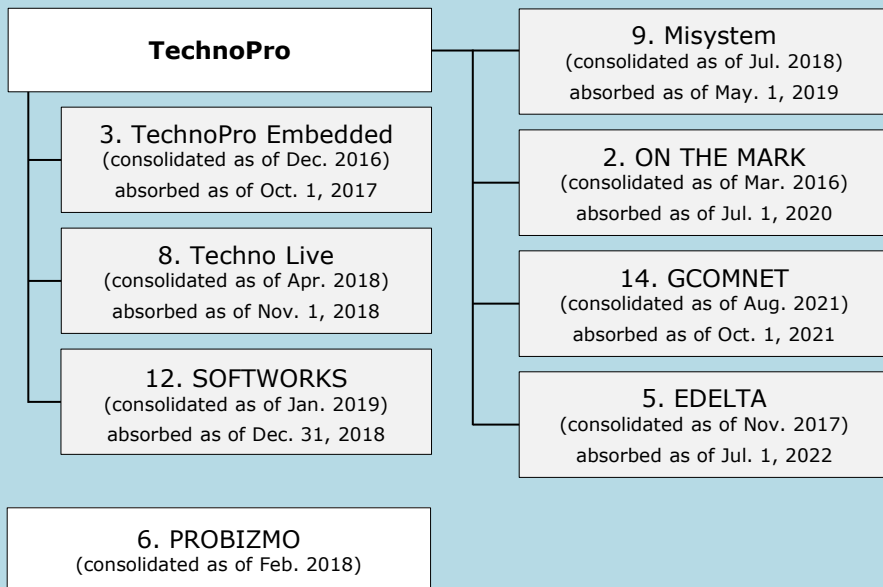 TechnoPro
3. TechnoPro Embedded
(consolidated as of Dec. 2016)
absorbed as of Oct. 1, 2017
8. Techno Live
(consolidated as of Apr. 2018)
absorbed as of Nov. 1, 2018
12. SOFTWORKS
(consolidated as of Jan. 2019)
absorbed as of Dec. 31, 2018
9. Misystem
(consolidated as of Jul. 2018)
absorbed as of May. 1, 2019
2. ON THE MARK
(consolidated as of Mar. 2016)
absorbed as of Jul. 1, 2020
14. GCOMNET
(consolidated as of Aug. 2021)
absorbed as of Oct. 1, 2021
5. EDELTA
(consolidated as of Nov. 2017)
absorbed as of Jul. 1, 2022
6. PROBIZMO
(consolidated as of Feb. 2018)